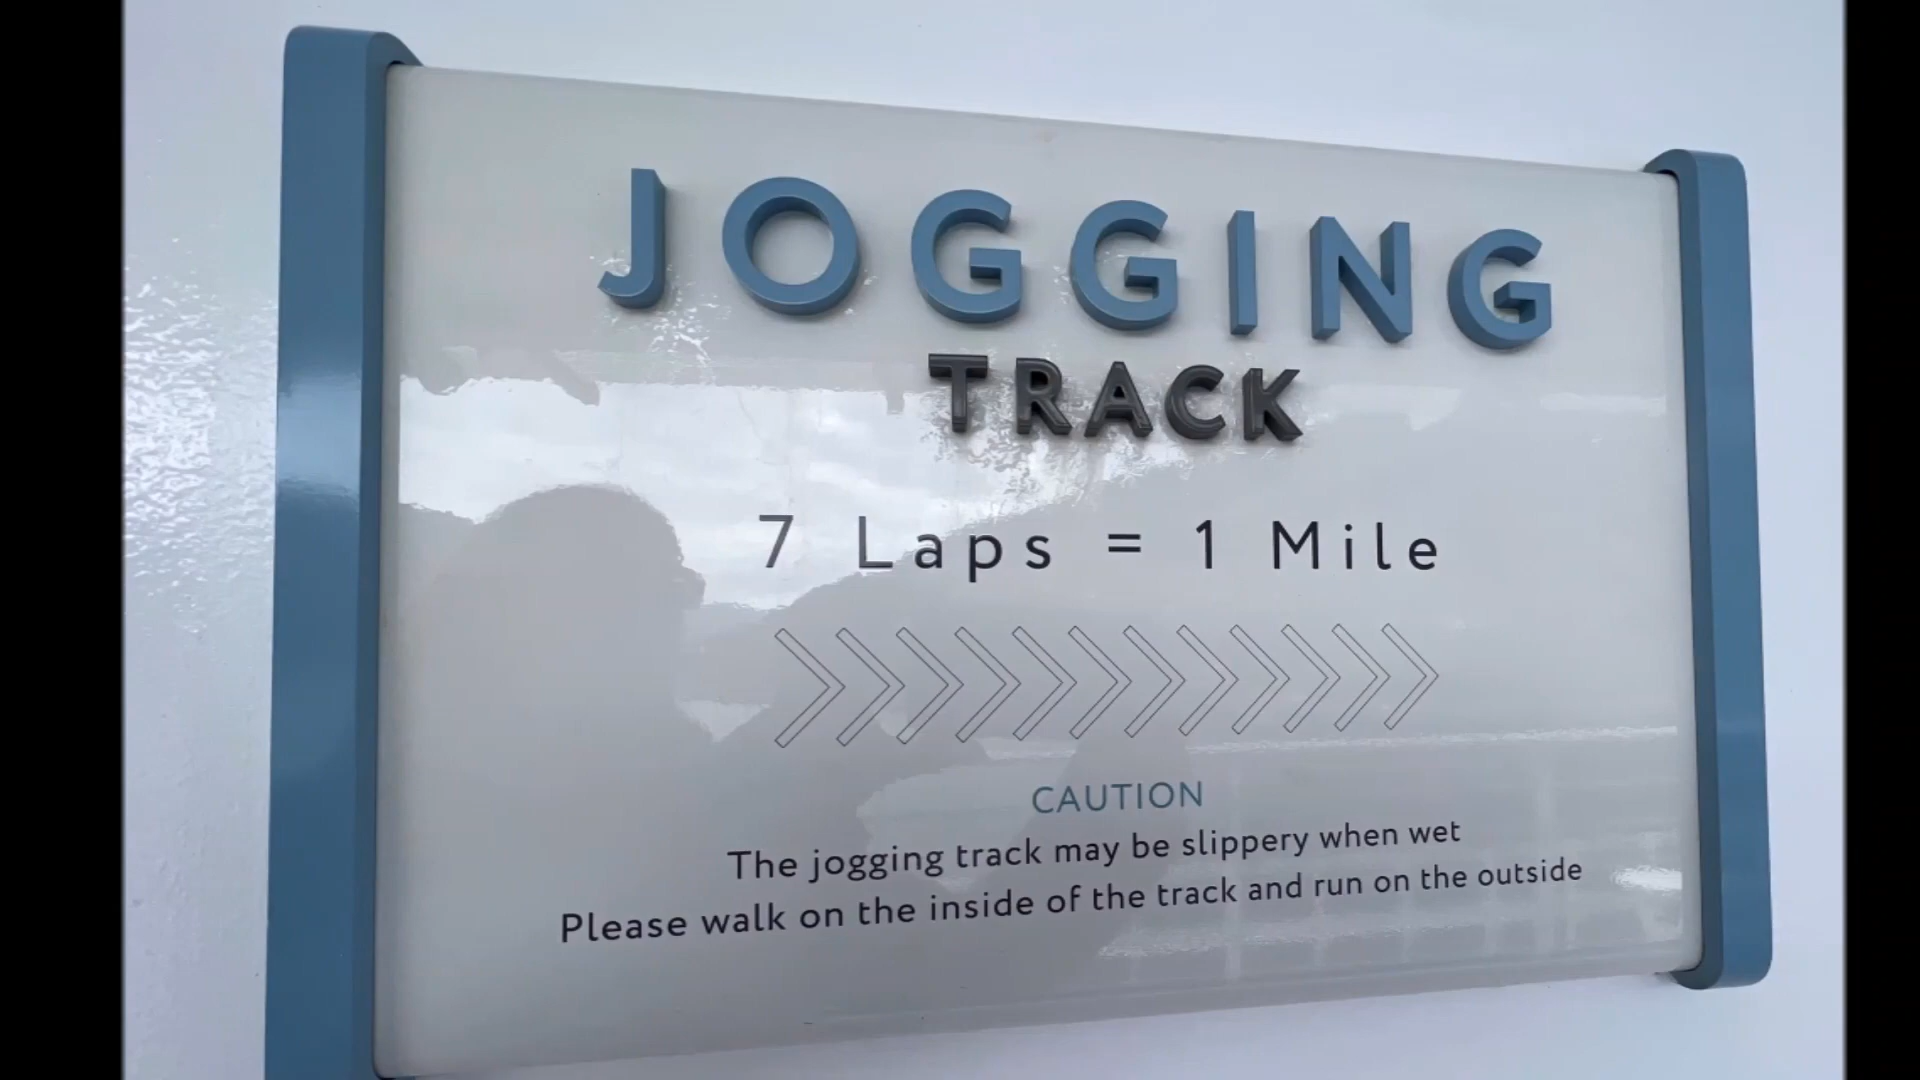 JOGGING
TRACK
7 Laps = 1 Mile
CAUTION
The jogging track may be slippery when wet
Please walk on the inside of the track and run on the outside